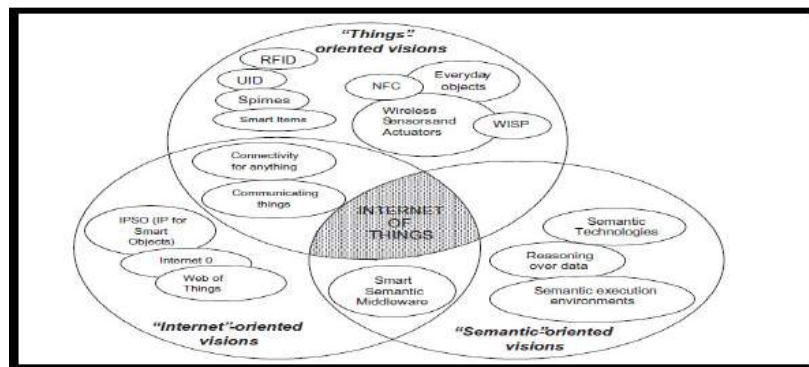 "Things"-
oriented visions
RFID
UID
Spimes
Smart Items
NFC
Everyday
objects
Wireless
Sensors and
Actuators
WISP
Connectivity
for anything
Communicating
things
INTERNET
OF
THINGS
IPSO (IP for
Smart
Objects)
Internet 0
Web of
Things
"Internet"-oriented
visions
Smart
Semantic
Middleware
Semantic
Technologies
Reasoning
over data
Semantic execution
environments
"Semantic"-oriented
visions